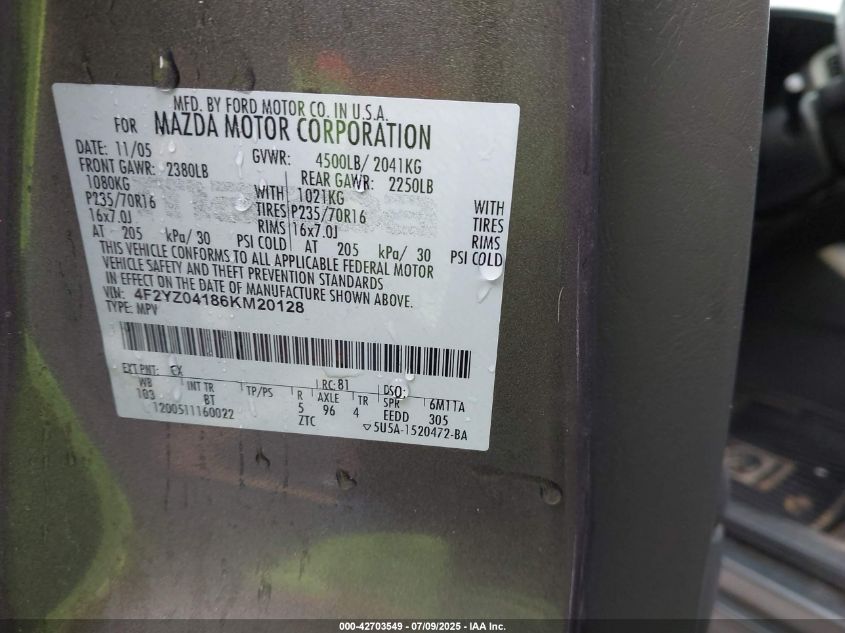 MFD. BY FORD MOTOR CO. IN U.S.A.
FOR MAZDA MOTOR CORPORATION
DATE: 11/05 GVWR: 4500LB/ 2041KG
FRONT GAWR: 2380LB REAR GAWR: 2250LB
1080KG WITH 1021KG WITH
P235/70R16 TIRES P235/70R16 TIRES
16x7.0J RIMS 16x7.0J RIMS
AT 205 kPa/ 30 PSI COLD AT 205 kPa/ 30 PSI COLD
THIS VEHICLE CONFORMS TO ALL APPLICABLE FEDERAL MOTOR
VEHICLE SAFETY AND THEFT PREVENTION STANDARDS
IN EFFECT ON THE DATE OF MANUFACTURE SHOWN ABOVE.
VIN: 4F2YZ04186KM20128
TYPE: MPV
EXT PNT: CX RC: 81 DSO:
WB INT TR TP/PS R AXLE TR SPR 6M11A
103 BT 5 96 4 EEDD 305
1200511160022 ZTC 5U5A-1520472-BA
000-42703549 - 07/09/2025 - IAA Inc.